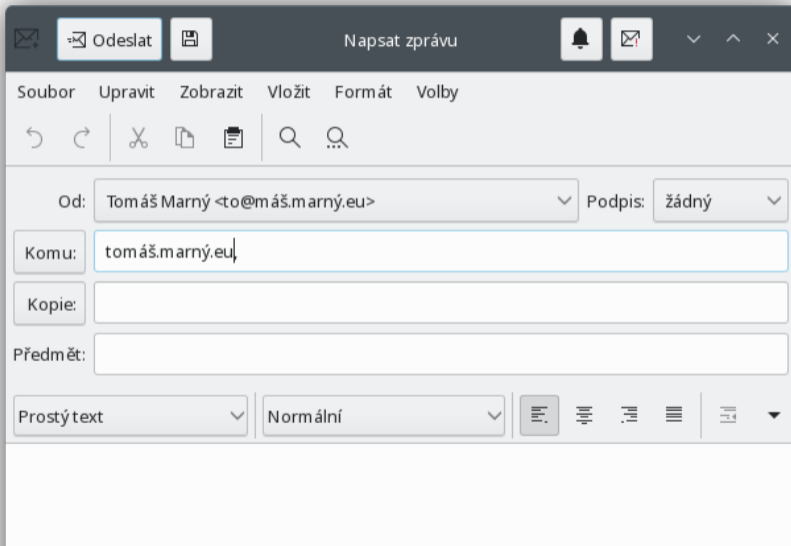 Odeslat Napsat zprávu
Soubor Upravit Zobrazit Vložit Formát Volby
Od: Tomáš Marný <to@máš.marný.eu> Podpis: žádný
Komu: tomáš.marný.eu,
Kopie:
Předmět:
Prostý text Normální